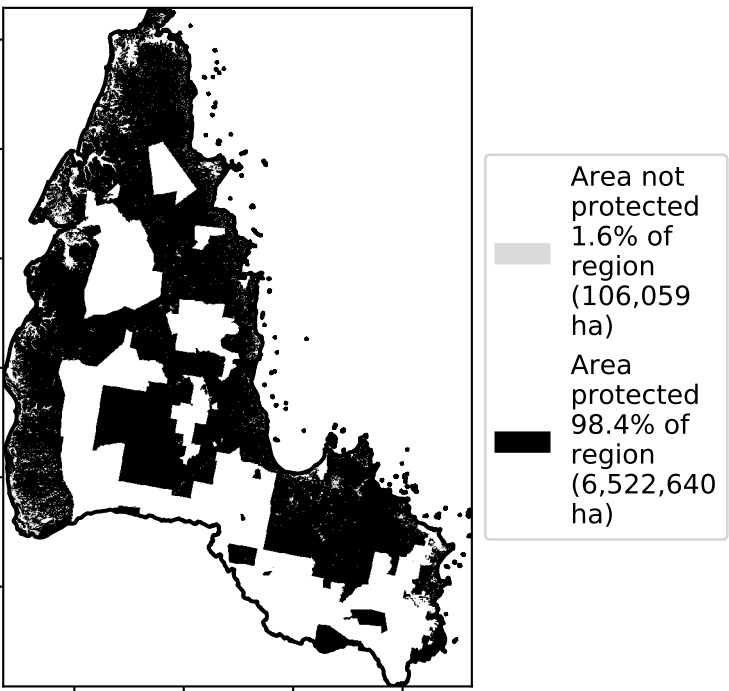 Area not
protected
1.6% of
region
(106,059
ha)
Area
protected
98.4% of
region
(6,522,640
ha)